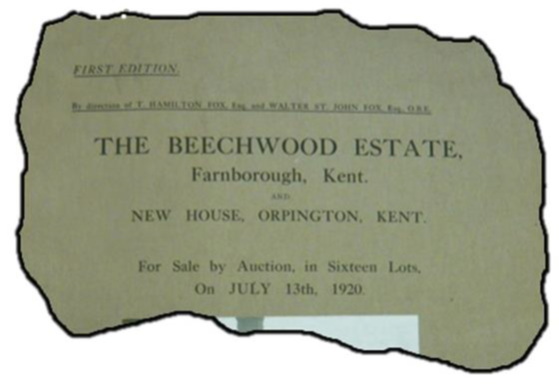 FIRST EDITION.
By direction of T. HAMILTON FOX, Esq. and WALTER ST. JOHN FOX, Esq., O.B.E.
THE BEECHWOOD ESTATE,
Farnborough, Kent.
AND
NEW HOUSE, ORPINGTON, KENT.
For Sale by Auction, in Sixteen Lots,
On JULY 13th, 1920.